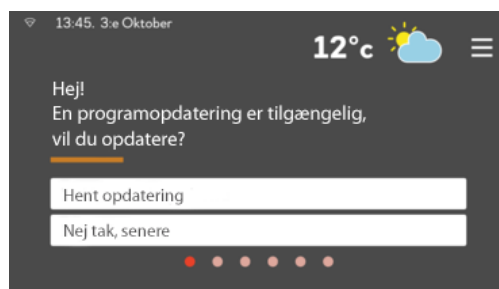 13:45. 3:e Oktober
12°c
Hej!
En programopdatering er tilgængelig,
vil du opdatere?
Hent opdatering
Nej tak, senere